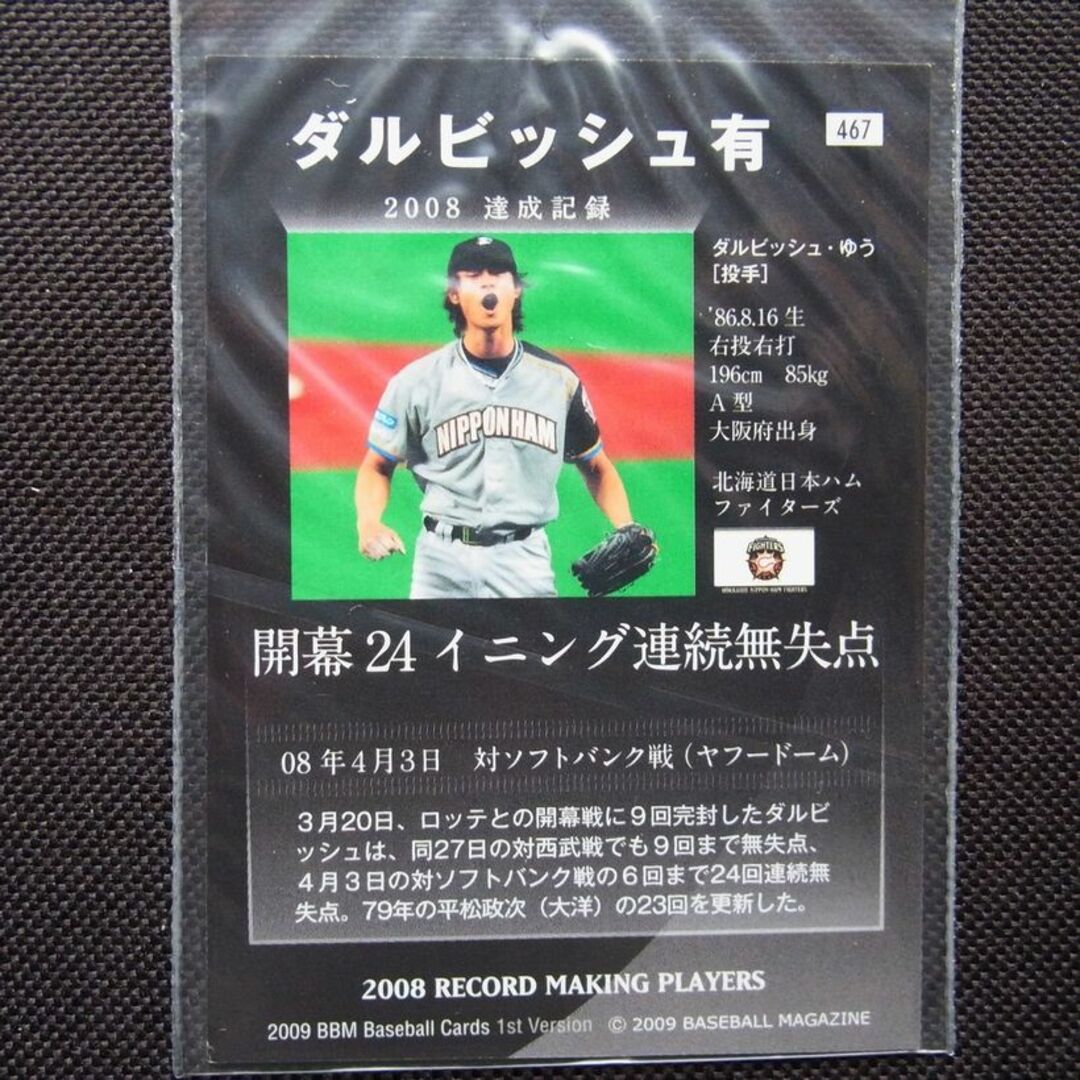 ダルビッシュ有
467
2008 達成記録
ダルビッシュ・ゆう
[投手]
'86.8.16 生
右投右打
196㎝ 85㎏
A 型
大阪府出身
北海道日本ハム
ファイターズ
FIGHTERS
HOKKAIDO NIPPON-HAM FIGHTERS
NIPPONHAM
開幕 24 イニング連続無失点
08 年 4 月 3 日 対ソフトバンク戦 (ヤフードーム)
3月20日、ロッテとの開幕戦に9回完封したダルビ
ッシュは、同27日の対西武戦でも9回まで無失点、
4月3日の対ソフトバンク戦の6回まで24回連続無
失点。79年の平松政次（大洋）の23回を更新した。
2008 RECORD MAKING PLAYERS
2009 BBM Baseball Cards 1st Version © 2009 BASEBALL MAGAZINE